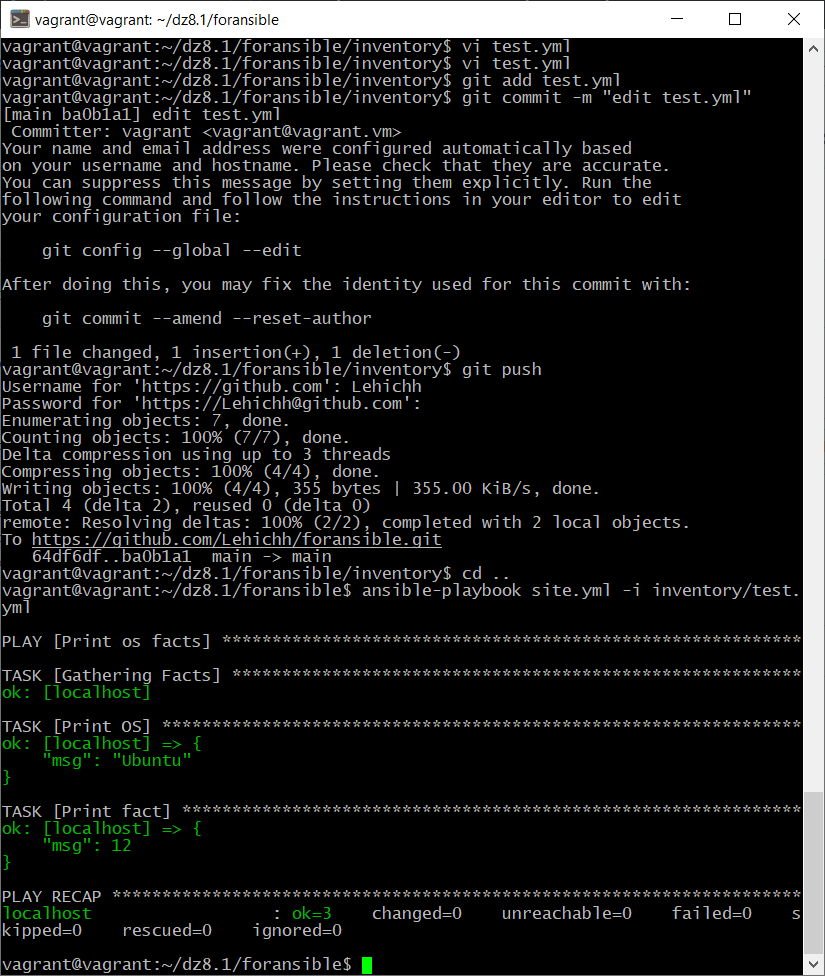 vagrant@vagrant: ~/dz8.1/foransible
vagrant@vagrant:~/dz8.1/foransible/inventory$ vi test.yml
vagrant@vagrant:~/dz8.1/foransible/inventory$ vi test.yml
vagrant@vagrant:~/dz8.1/foransible/inventory$ git add test.yml
vagrant@vagrant:~/dz8.1/foransible/inventory$ git commit -m "edit test.yml"
[main ba0b1a1] edit test.yml
 Committer: vagrant <vagrant@vagrant.vm>
Your name and email address were configured automatically based
on your username and hostname. Please check that they are accurate.
You can suppress this message by setting them explicitly. Run the
following command and follow the instructions in your editor to edit
your configuration file:

    git config --global --edit

After doing this, you may fix the identity used for this commit with:

    git commit --amend --reset-author

 1 file changed, 1 insertion(+), 1 deletion(-)
vagrant@vagrant:~/dz8.1/foransible/inventory$ git push
Username for 'https://github.com': Lehichh
Password for 'https://Lehichh@github.com':
Enumerating objects: 7, done.
Counting objects: 100% (7/7), done.
Delta compression using up to 3 threads
Compressing objects: 100% (4/4), done.
Writing objects: 100% (4/4), 355 bytes | 355.00 KiB/s, done.
Total 4 (delta 2), reused 0 (delta 0)
remote: Resolving deltas: 100% (2/2), completed with 2 local objects.
To https://github.com/Lehichh/foransible.git
   64df6df..ba0b1a1  main -> main
vagrant@vagrant:~/dz8.1/foransible/inventory$ cd ..
vagrant@vagrant:~/dz8.1/foransible$ ansible-playbook site.yml -i inventory/test.
yml

PLAY [Print os facts] **********************************************************

TASK [Gathering Facts] *********************************************************
ok: [localhost]

TASK [Print OS] ****************************************************************
ok: [localhost] => {
    "msg": "Ubuntu"
}

TASK [Print fact] **************************************************************
ok: [localhost] => {
    "msg": 12
}

PLAY RECAP *********************************************************************
localhost                  : ok=3    changed=0    unreachable=0    failed=0    s
kipped=0    rescued=0    ignored=0

vagrant@vagrant:~/dz8.1/foransible$